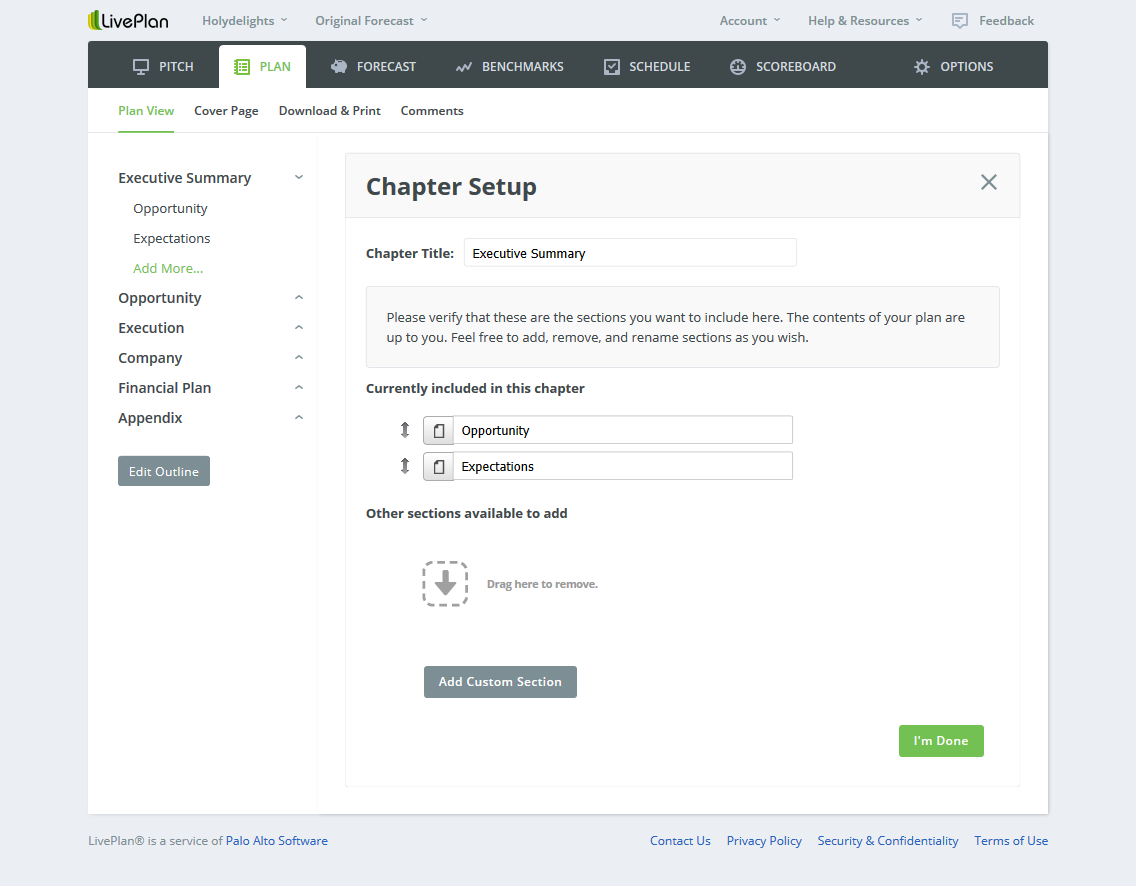 LivePlan Holydelights Original Forecast Account Help & Resources Feedback
PITCH PLAN FORECAST BENCHMARKS SCHEDULE SCOREBOARD OPTIONS
Plan View Cover Page Download & Print Comments
Executive Summary
Opportunity
Expectations
Add More...
Opportunity
Execution
Company
Financial Plan
Appendix
Edit Outline
Chapter Setup
Chapter Title: Executive Summary
Please verify that these are the sections you want to include here. The contents of your plan are
up to you. Feel free to add, remove, and rename sections as you wish.
Currently included in this chapter
Opportunity
Expectations
Other sections available to add
Drag here to remove.
Add Custom Section
I'm Done
LivePlan® is a service of Palo Alto Software Contact Us Privacy Policy Security & Confidentiality Terms of Use